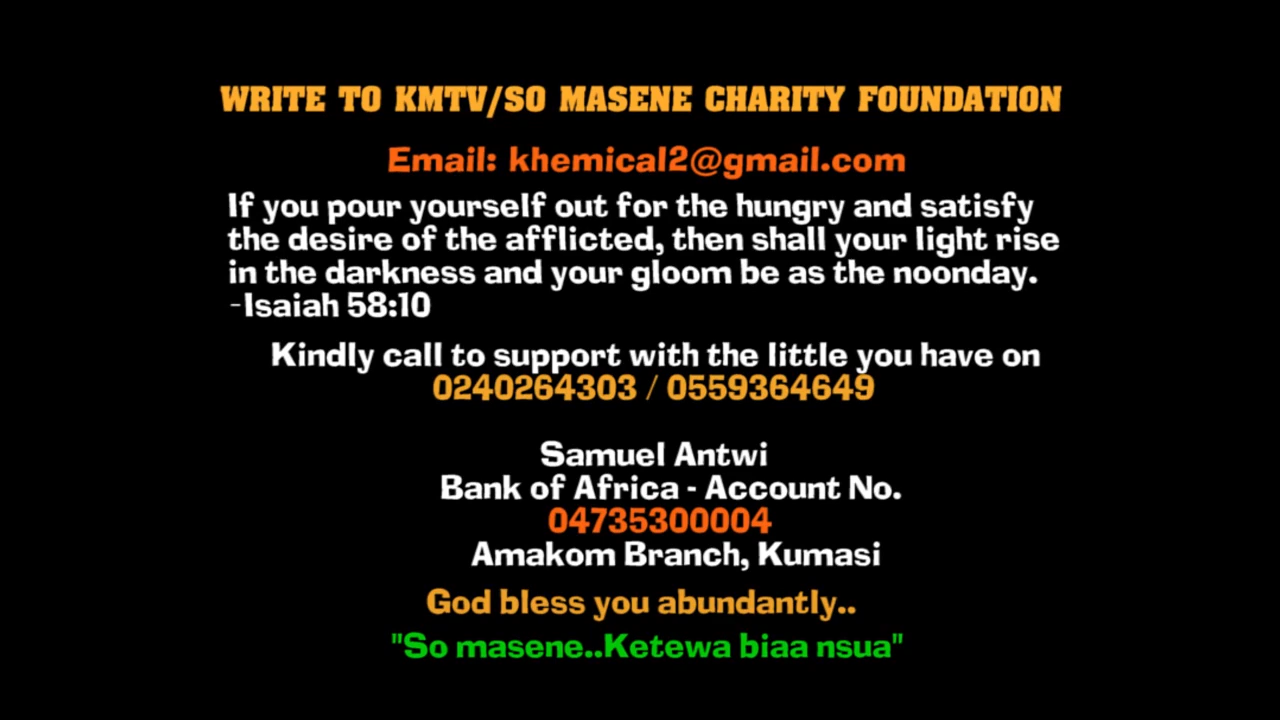 WRITE TO KMTV/SO MASENE CHARITY FOUNDATION
Email: khemical2@gmail.com
If you pour yourself out for the hungry and satisfy
the desire of the afflicted, then shall your light rise
in the darkness and your gloom be as the noonday.
-Isaiah 58:10
Kindly call to support with the little you have on
0240264303 / 0559364649
Samuel Antwi
Bank of Africa - Account No.
04735300004
Amakom Branch, Kumasi
God bless you abundantly..
"So masene..Ketewa biaa nsua"